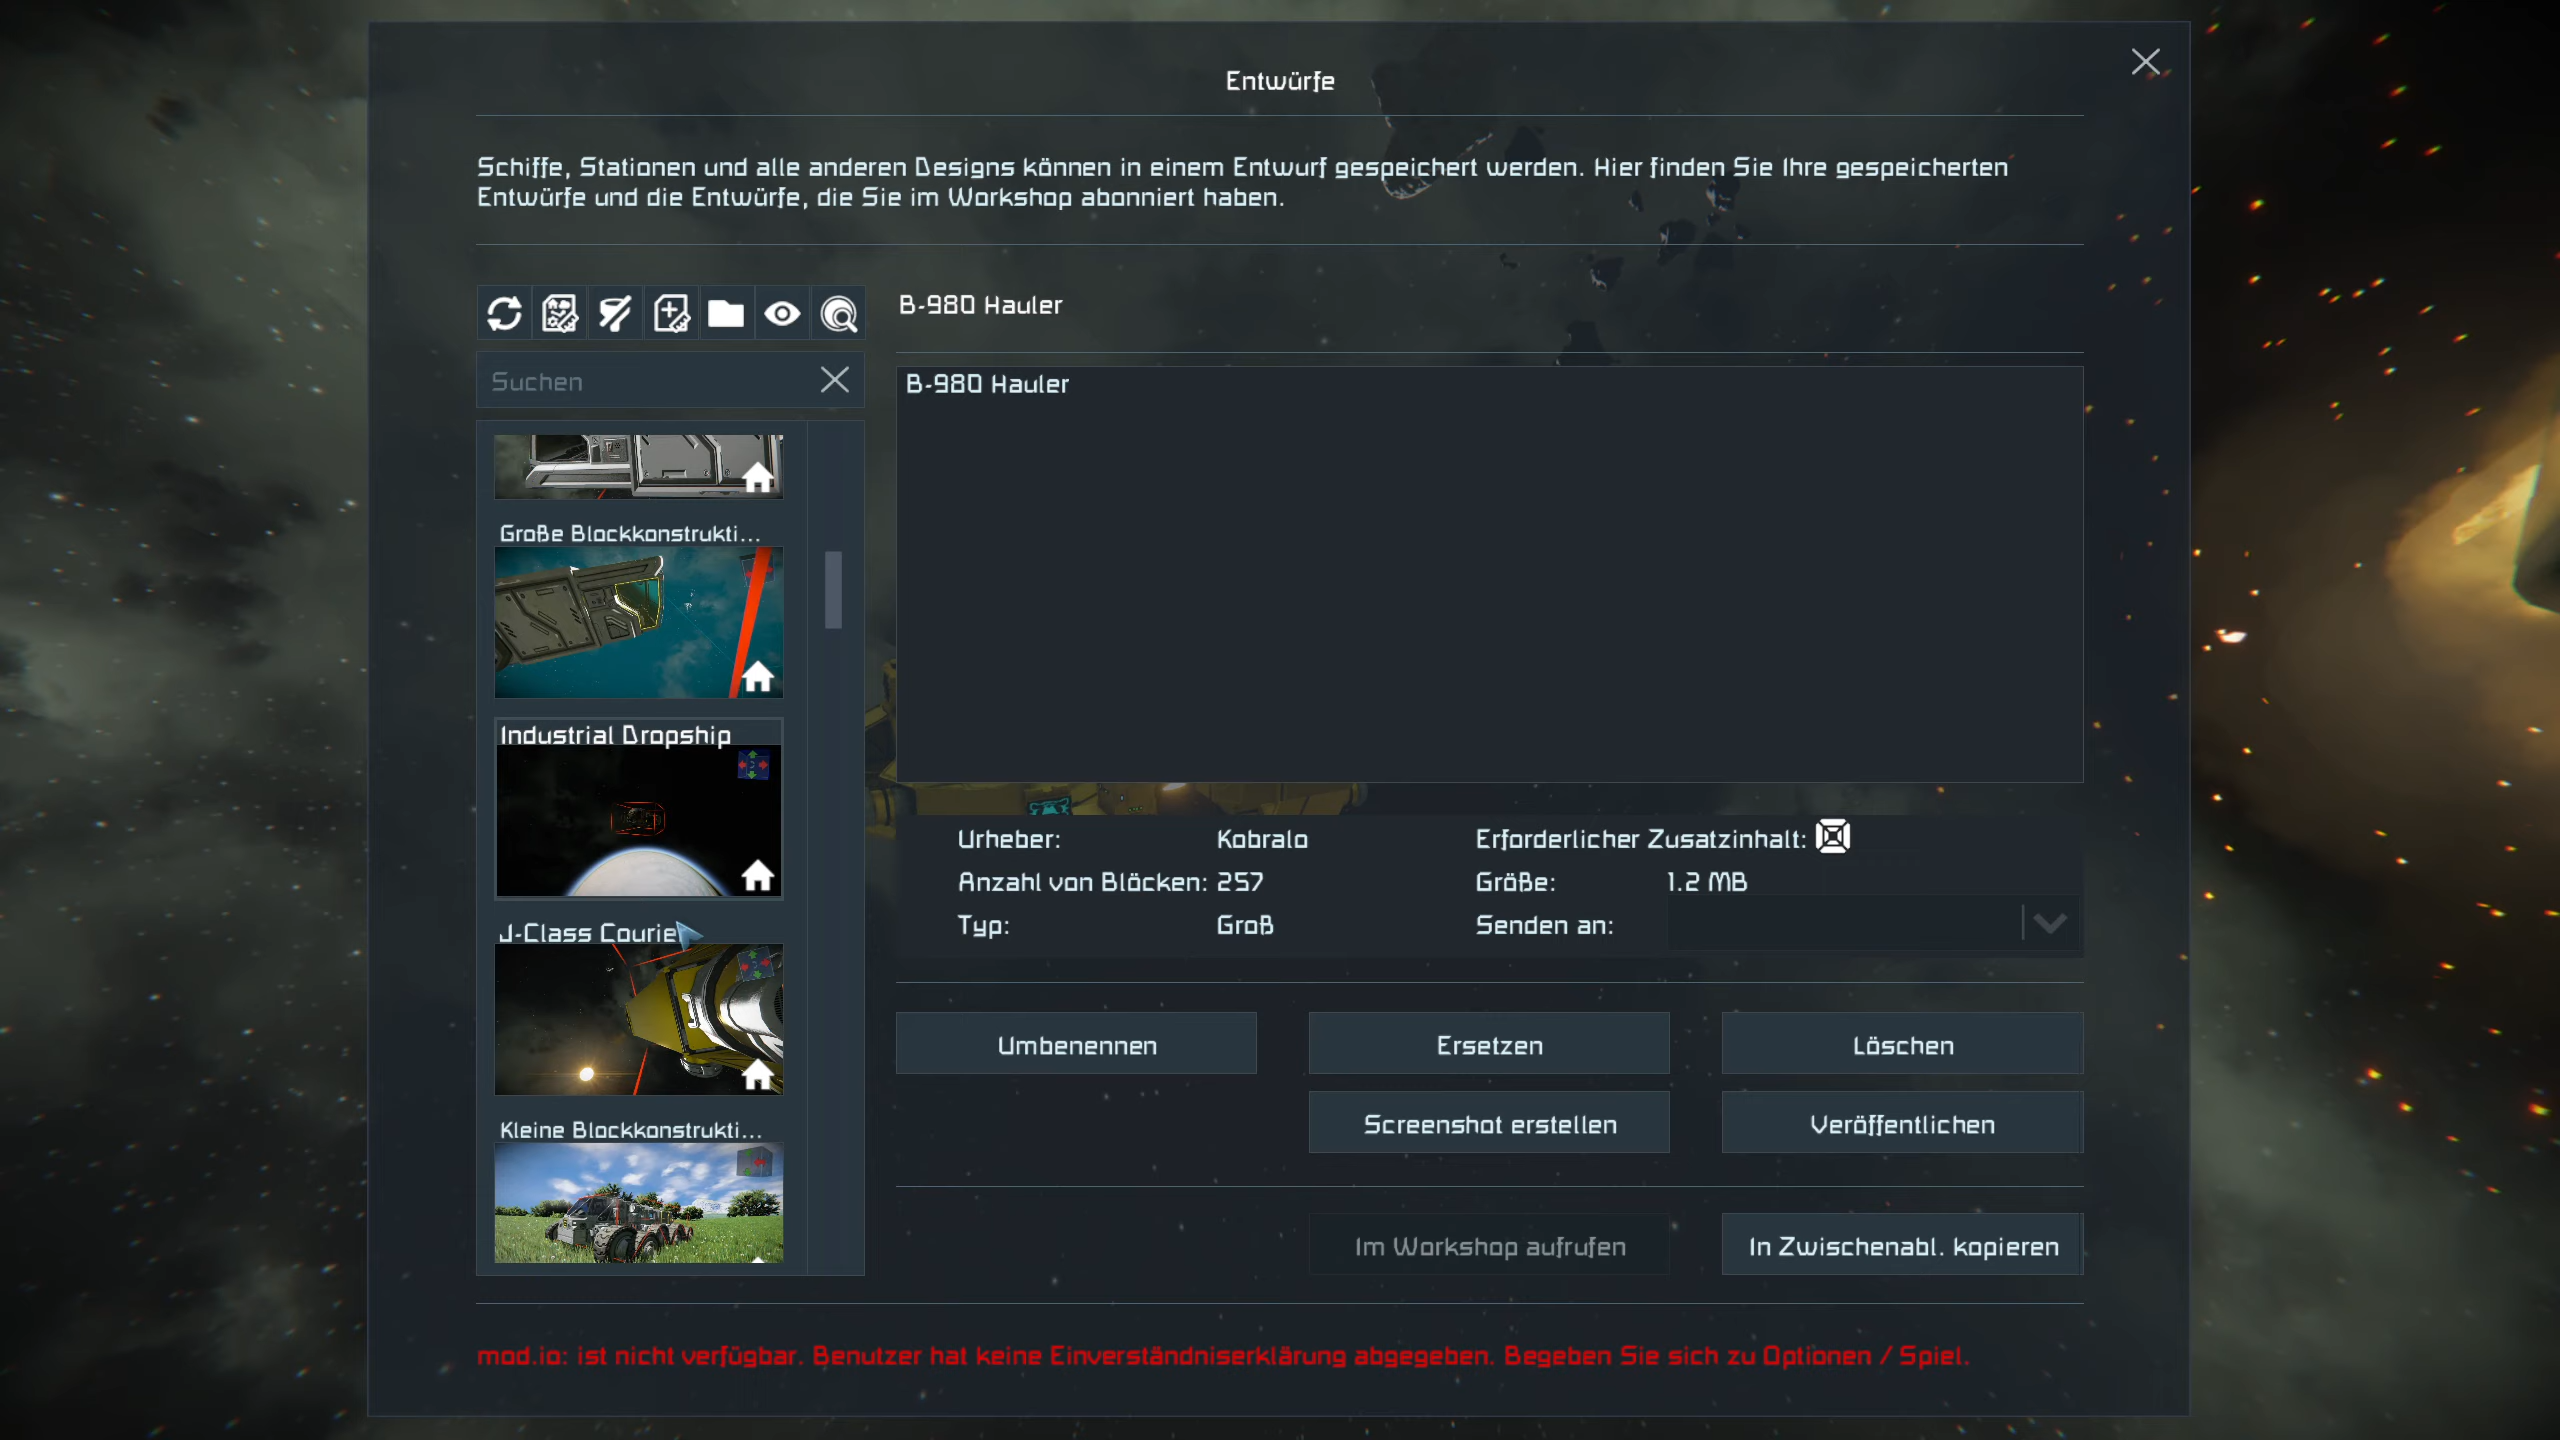 Entwürfe
Schiffe, Stationen und alle anderen Designs können in einem Entwurf gespeichert werden. Hier finden Sie Ihre gespeicherten
Entwürfe und die Entwürfe, die Sie im Workshop abonniert haben.
B-980 Hauler
Suchen
B-980 Hauler
Große Blockkonstrukti...
Industrial Dropship
J-Class Courie
Kleine Blockkonstrukti...
Urheber: Kobralo
Erforderlicher Zusatzinhalt:
Anzahl von Blöcken: 257
Größe: 1.2 MB
Typ: Groß
Senden an:
Umbenennen
Ersetzen
Löschen
Screenshot erstellen
Veröffentlichen
Im Workshop aufrufen
In Zwischenabl. kopieren
mod.io: ist nicht verfügbar. Benutzer hat keine Einverständniserklärung abgegeben. Begeben Sie sich zu Optionen / Spiel.